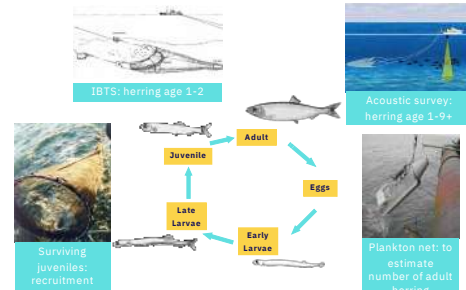 IBTS: herring age 1-2
Acoustic survey:
herring age 1-9+
Adult
Juvenile
Eggs
Late
Larvae
Early
Larvae
Surviving
juveniles:
recruitment
Plankton net: to
estimate
number of adult
herring